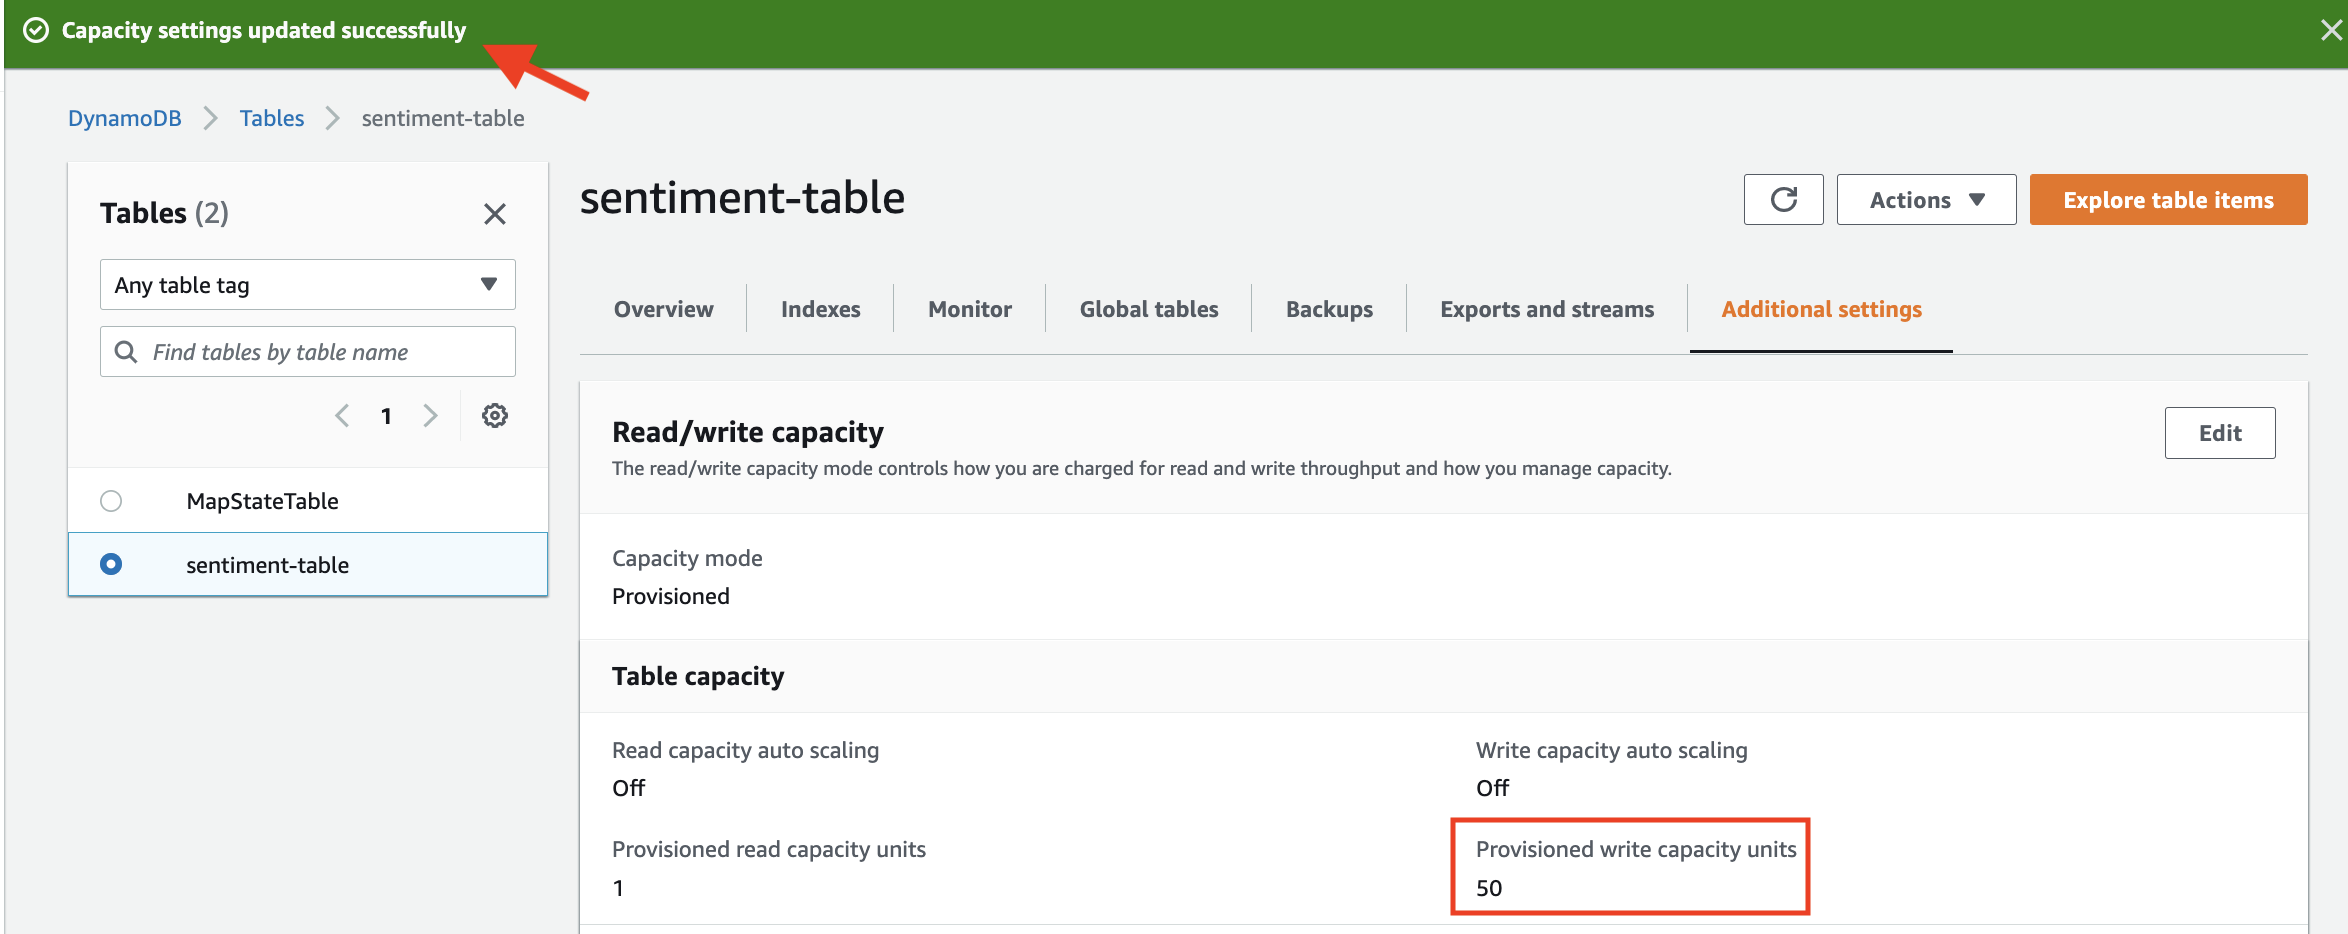 Capacity settings updated successfully
DynamoDB
Tables
sentiment-table
Tables (2)
Any table tag
Find tables by table name
1
MapStateTable
sentiment-table
sentiment-table
Actions
Explore table items
Overview
Indexes
Monitor
Global tables
Backups
Exports and streams
Additional settings
Read/write capacity
The read/write capacity mode controls how you are charged for read and write throughput and how you manage capacity.
Edit
Capacity mode
Provisioned
Table capacity
Read capacity auto scaling
Off
Write capacity auto scaling
Off
Provisioned read capacity units
1
Provisioned write capacity units
50